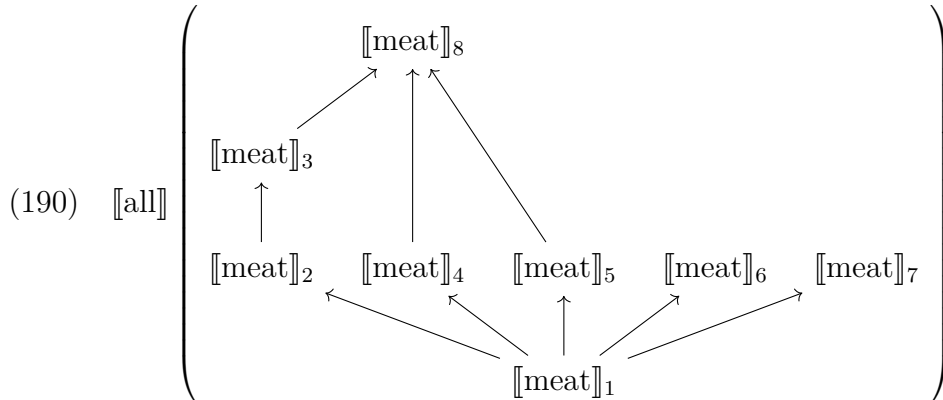 ⟦meat⟧₈
⟦meat⟧₃
(190) ⟦all⟧
⟦meat⟧₂ ⟦meat⟧₄ ⟦meat⟧₅ ⟦meat⟧₆ ⟦meat⟧₇
⟦meat⟧₁